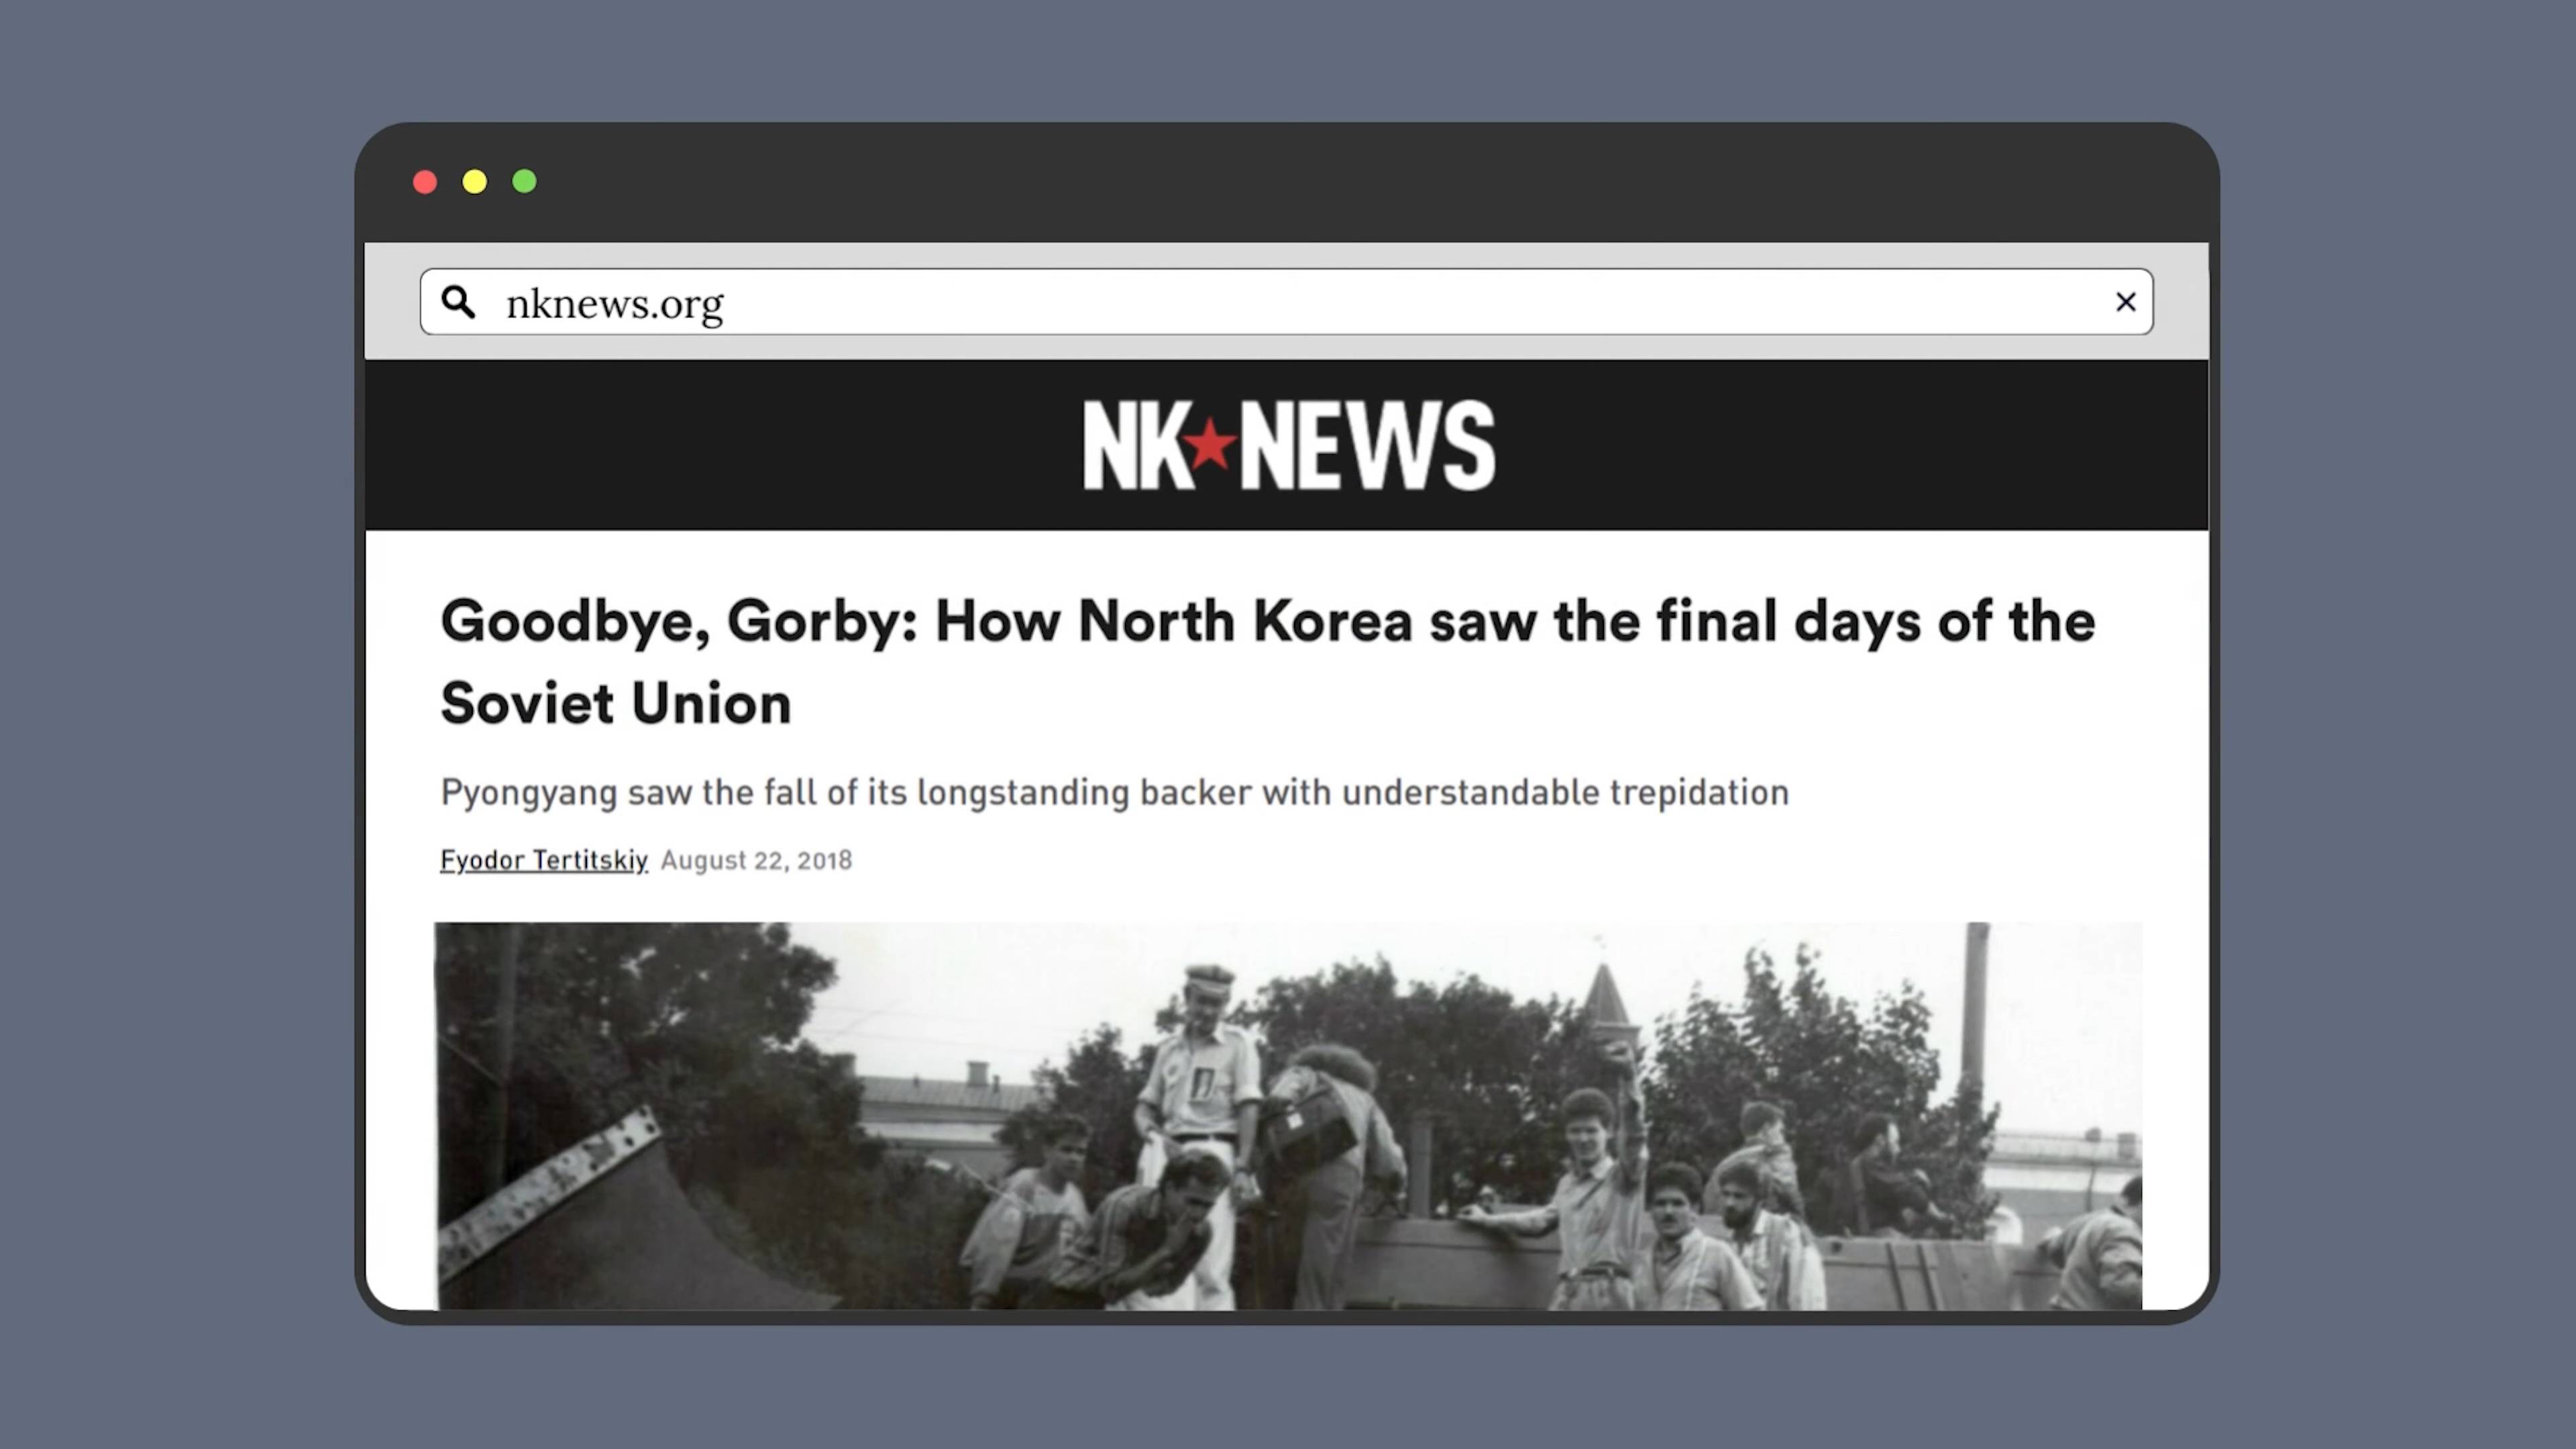 nknews.org
NK★NEWS
Goodbye, Gorby: How North Korea saw the final days of the
Soviet Union
Pyongyang saw the fall of its longstanding backer with understandable trepidation
Fyodor Tertitskiy August 22, 2018